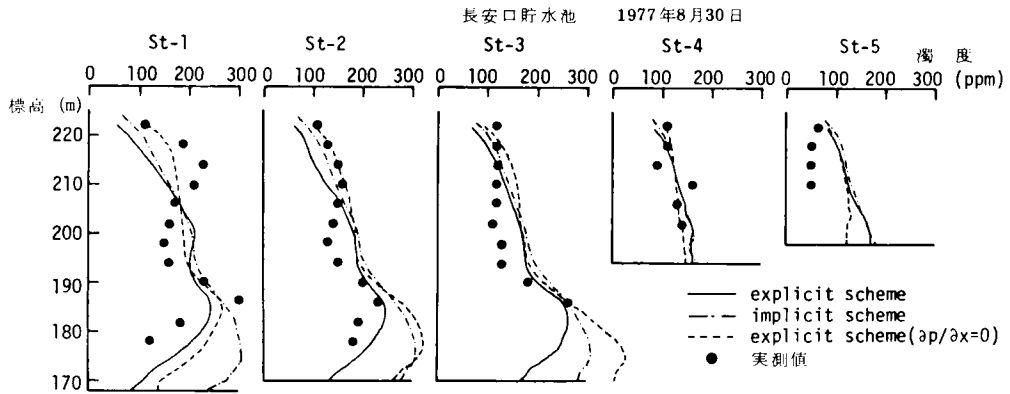 長安口貯水池 1977年8月30日
St-1 St-2 St-3 St-4 St-5 濁 度
0 100 200 300 0 100 200 300 0 100 200 300 0 100 200 300 0 100 200 300 (ppm)
標高 (m)
220
210
200
190
180
170
explicit scheme
implicit scheme
explicit scheme(∂p/∂x=0)
実測値